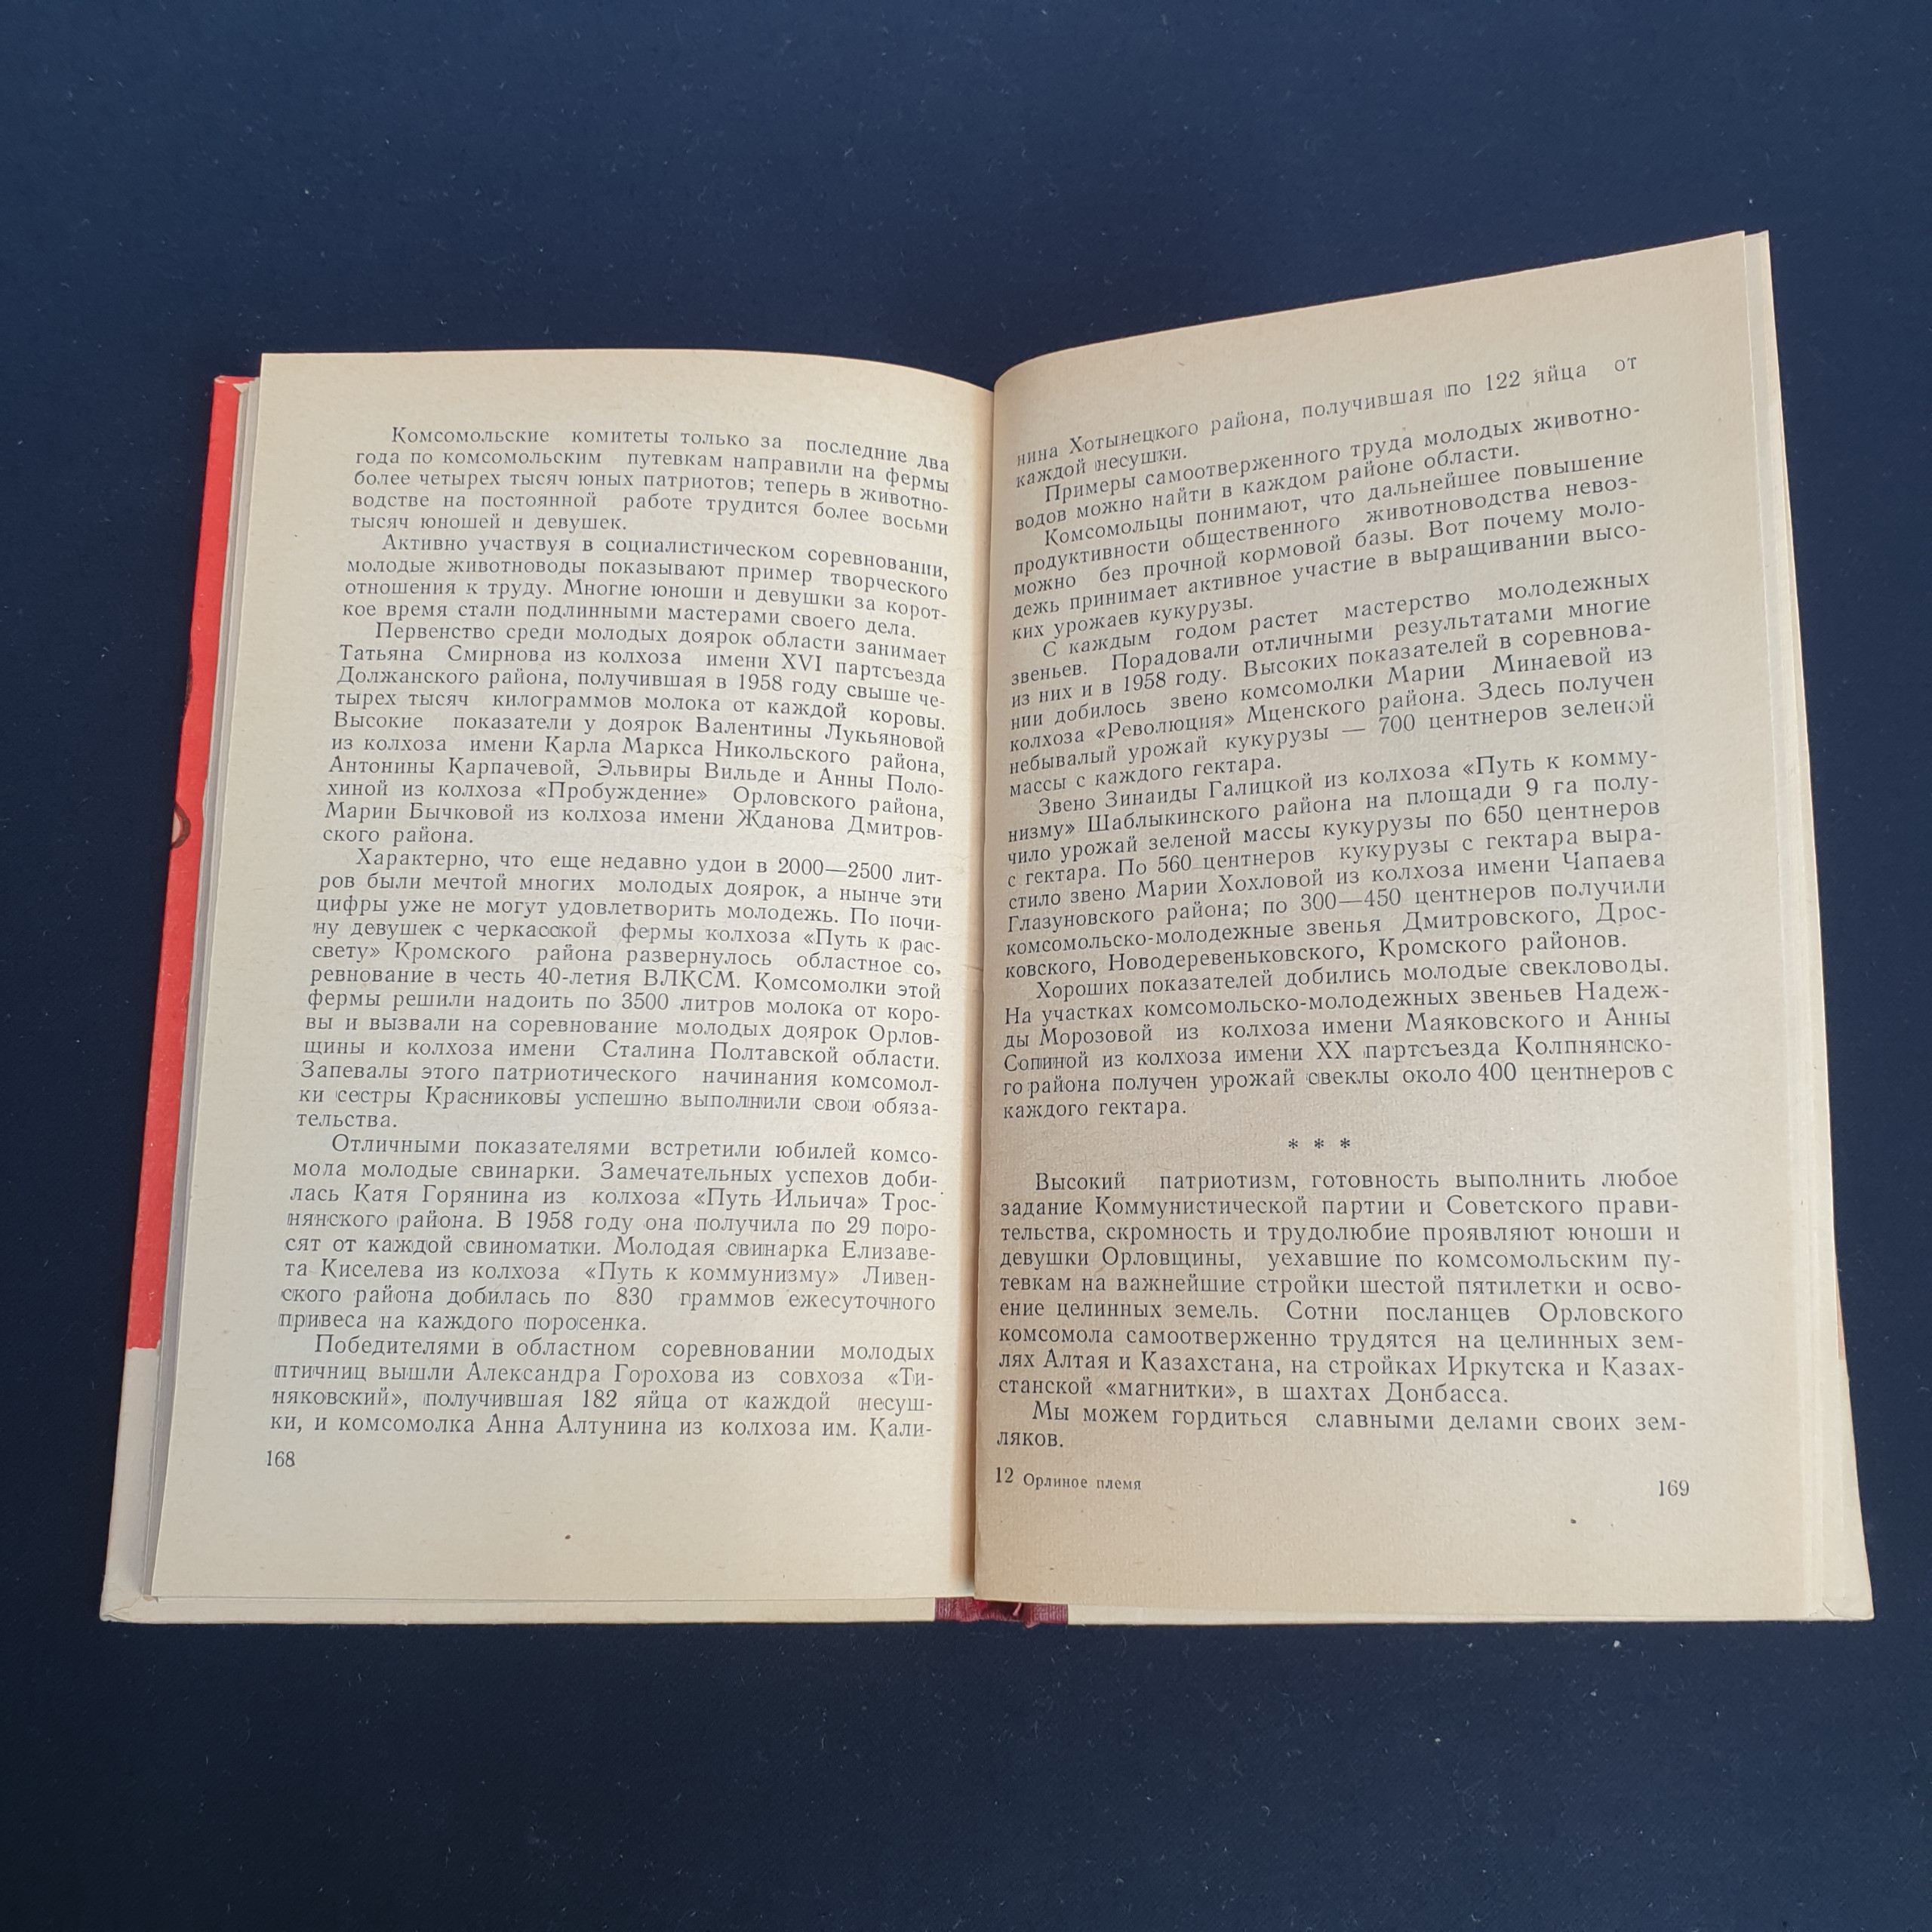 Комсомольские комитеты только за последние два
года по комсомольским путевкам направили на фермы
более четырех тысяч юных патриотов; теперь в животно-
водстве на постоянной работе трудится более восьми
тысяч юношей и девушек.
Активно участвуя в социалистическом соревновании,
молодые животноводы показывают пример творческого
отношения к труду. Многие юноши и девушки за корот-
кое время стали подлинными мастерами своего дела.
Первенство среди молодых доярок области занимает
Татьяна Смирнова из колхоза имени XVI партсъезда
Должанского района, получившая в 1958 году свыше че-
тырех тысяч килограммов молока от каждой коровы.
Высокие показатели у доярок Валентины Лукьяновой
из колхоза имени Карла Маркса Никольского района,
Антонины Карпачевой, Эльвиры Вильде и Анны Поло-
хиной из колхоза «Пробуждение» Орловского района,
Марии Бычковой из колхоза имени Жданова Дмитров-
ского района.
Характерно, что еще недавно удои в 2000—2500 лит-
ров были мечтой многих молодых доярок, а нынче эти
цифры уже не могут удовлетворить молодежь. По почи-
ну девушек с черкасской фермы колхоза «Путь к рас-
свету» Кромского района развернулось областное со-
ревнование в честь 40-летия ВЛКСМ. Комсомолки этой
фермы решили надоить по 3500 литров молока от коро-
вы и вызвали на соревнование молодых доярок Орлов-
щины и колхоза имени Сталина Полтавской области.
Запевалы этого патриотического начинания комсомол-
ки сестры Красниковы успешно выполнили свои обяза-
тельства.
Отличными показателями встретили юбилей комсо-
мола молодые свинарки. Замечательных успехов доби-
лась Катя Горянина из колхоза «Путь Ильича» Трос-
нянского района. В 1958 году она получила по 29 поро-
сят от каждой свиноматки. Молодая свинарка Елизаве-
та Киселева из колхоза «Путь к коммунизму» Ливен-
ского района добилась по 830 граммов ежесуточного
привеса на каждого поросенка.
Победителями в областном соревновании молодых
птичниц вышли Александра Горохова из совхоза «Ти-
няковский», получившая 182 яйца от каждой несуш-
ки, и комсомолка Анна Алтунина из колхоза им. Кали-
168
нина Хотынецкого района, получившая по 122 яйца от
каждой несушки.
Примеры самоотверженного труда молодых животно-
водов можно найти в каждом районе области.
Комсомольцы понимают, что дальнейшее повышение
продуктивности общественного животноводства невоз-
можно без прочной кормовой базы. Вот почему моло-
дежь принимает активное участие в выращивании высо-
ких урожаев кукурузы.
С каждым годом растет мастерство молодежных
звеньев. Порадовали отличными результатами многие
из них и в 1958 году. Высоких показателей в соревнова-
нии добилось звено комсомолки Марии Минаевой из
колхоза «Революция» Мценского района. Здесь получен
небывалый урожай кукурузы — 700 центнеров зеленой
массы с каждого гектара.
Звено Зинаиды Галицкой из колхоза «Путь к комму-
низму» Шаблыкинского района на площади 9 га полу-
чило урожай зеленой массы кукурузы по 650 центнеров
с гектара. По 560 центнеров кукурузы с гектара выра-
стило звено Марии Хохловой из колхоза имени Чапаева
Глазуновского района; по 300—450 центнеров получили
комсомольско-молодежные звенья Дмитровского, Дрос-
ковского, Новодеревеньковского, Кромского районов.
Хороших показателей добились молодые свекловоды.
На участках комсомольско-молодежных звеньев Надеж-
ды Морозовой из колхоза имени Маяковского и Анны
Сопиной из колхоза имени XX партсъезда Колпнянско-
го района получен урожай свеклы около 400 центнеров с
каждого гектара.
* * *
Высокий патриотизм, готовность выполнить любое
задание Коммунистической партии и Советского прави-
тельства, скромность и трудолюбие проявляют юноши и
девушки Орловщины, уехавшие по комсомольским пу-
тевкам на важнейшие стройки шестой пятилетки и осво-
ение целинных земель. Сотни посланцев Орловского
комсомола самоотверженно трудятся на целинных зем-
лях Алтая и Казахстана, на стройках Иркутска и Казах-
станской «магнитки», в шахтах Донбасса.
Мы можем гордиться славными делами своих зем-
ляков.
12 Орлиное племя
169